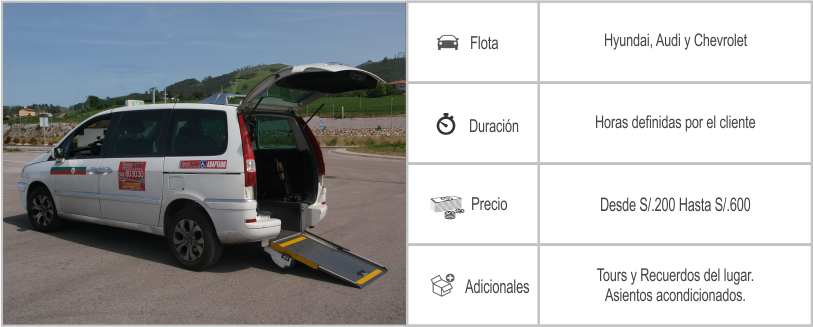 Flota
Hyundai, Audi y Chevrolet
Duración
Horas definidas por el cliente
Precio
Desde S/.200 Hasta S/.600
Adicionales
Tours y Recuerdos del lugar.
Asientos acondicionados.